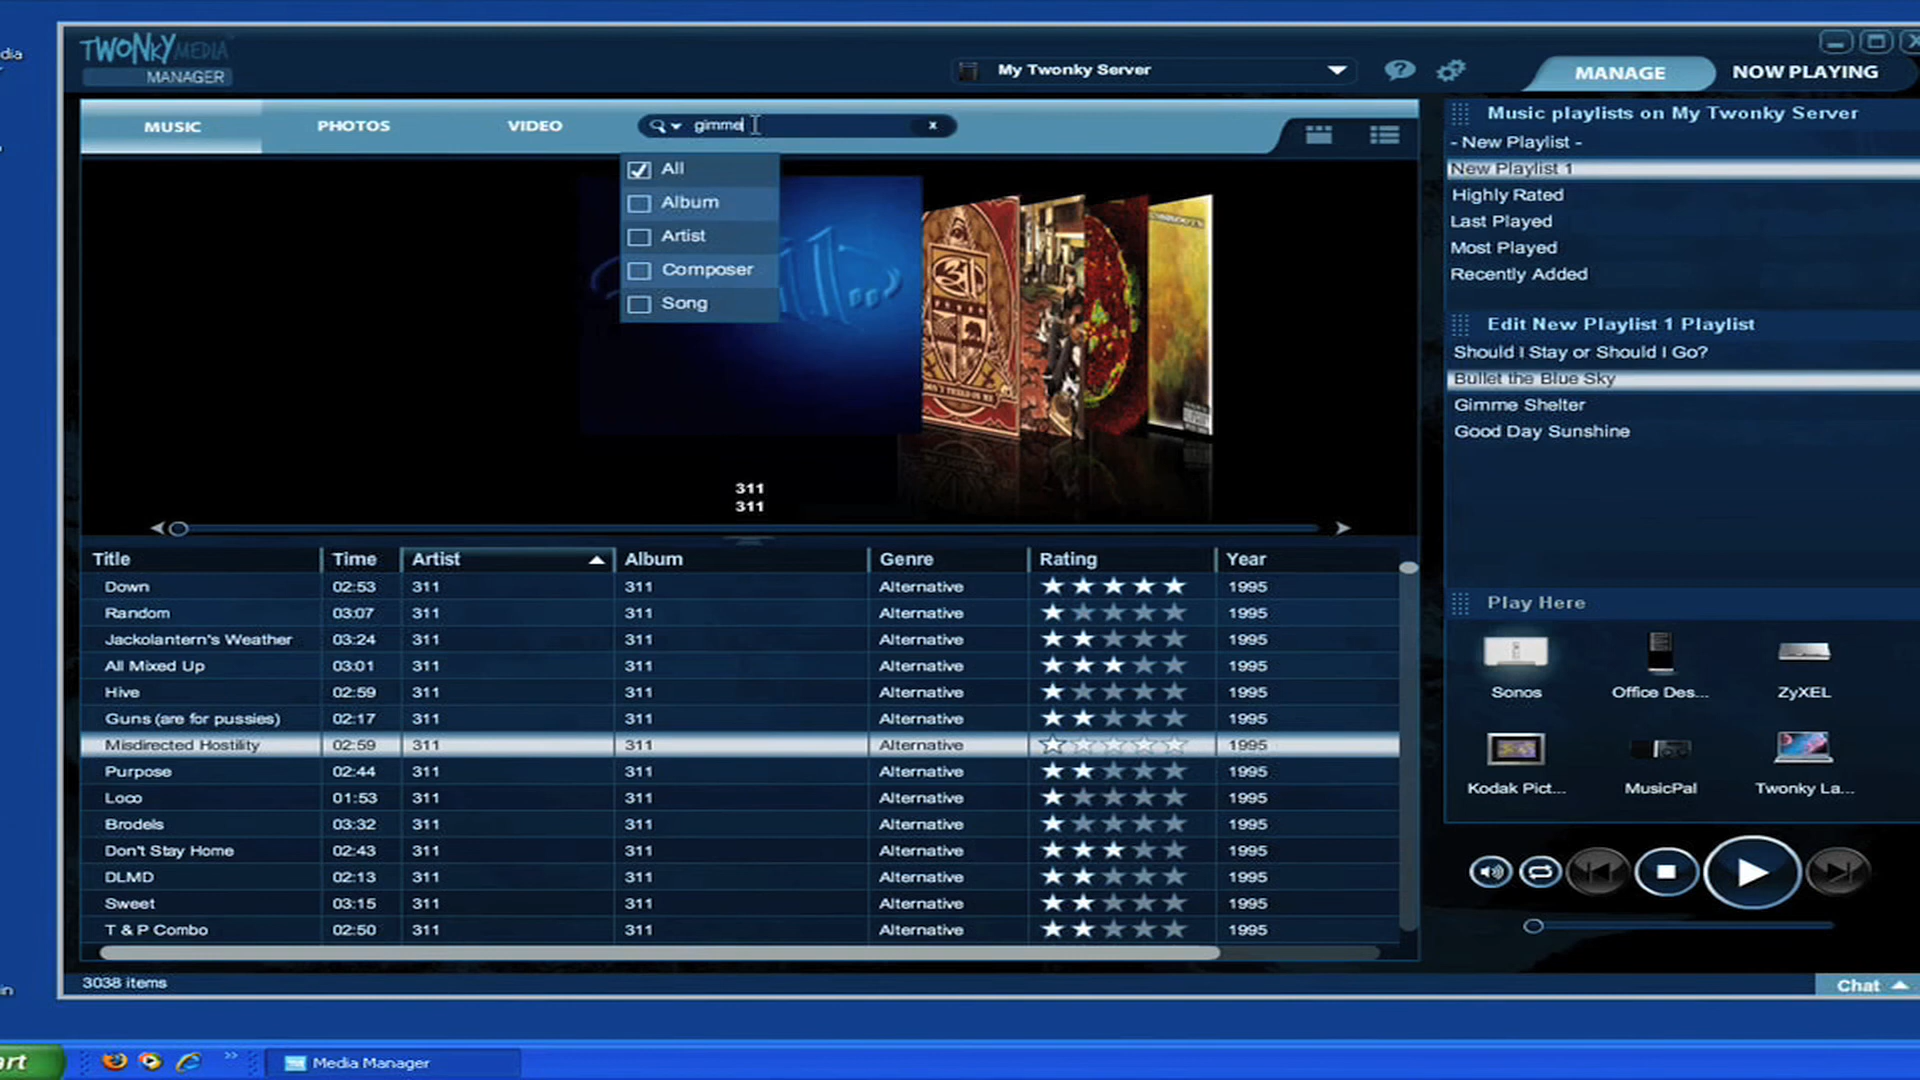 dia
TWONKYMEDIA
MANAGER
My Twonky Server
MANAGE
NOW PLAYING
MUSIC
PHOTOS
VIDEO
gimme
x
All
Album
Artist
Composer
Song
311
311
Title Time Artist Album Genre Rating Year
Down 02:53 311 311 Alternative 1995
Random 03:07 311 311 Alternative 1995
Jackolantern's Weather 03:24 311 311 Alternative 1995
All Mixed Up 03:01 311 311 Alternative 1995
Hive 02:59 311 311 Alternative 1995
Guns (are for pussies) 02:17 311 311 Alternative 1995
Misdirected Hostility 02:59 311 311 Alternative 1995
Purpose 02:44 311 311 Alternative 1995
Loco 01:53 311 311 Alternative 1995
Brodels 03:32 311 311 Alternative 1995
Don't Stay Home 02:43 311 311 Alternative 1995
DLMD 02:13 311 311 Alternative 1995
Sweet 03:15 311 311 Alternative 1995
T & P Combo 02:50 311 311 Alternative 1995
3038 items
Music playlists on My Twonky Server
- New Playlist -
New Playlist 1
Highly Rated
Last Played
Most Played
Recently Added
Edit New Playlist 1 Playlist
Should I Stay or Should I Go?
Bullet the Blue Sky
Gimme Shelter
Good Day Sunshine
Play Here
Sonos
Office Des...
ZyXEL
Kodak Pict...
MusicPal
Twonky La...
Chat
in
art
Media Manager